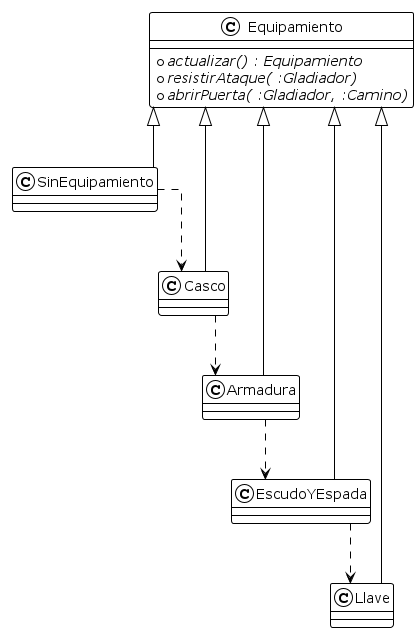 C Equipamiento
actualizar() : Equipamiento
resistirAtaque( :Gladiador)
abrirPuerta( :Gladiador, :Camino)
C SinEquipamiento
C Casco
C Armadura
C EscudoYEspada
C Llave